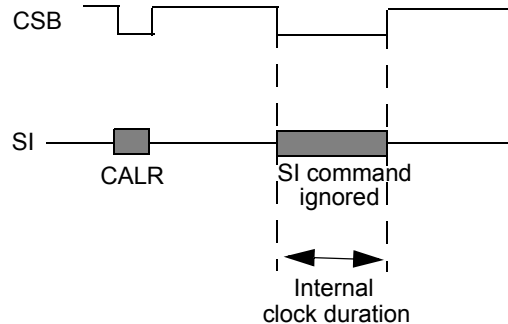 CSB
SI
CALR
SI command
ignored
Internal
clock duration